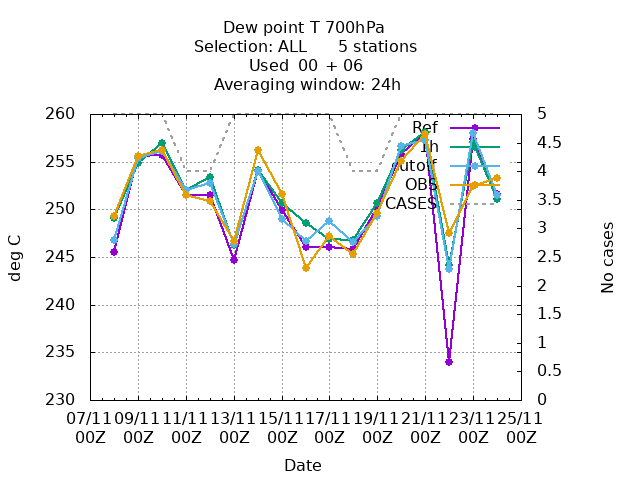 Dew point T 700hPa
Selection: ALL 5 stations
Used 00 + 06
Averaging window: 24h
260
255
250
245
240
235
230
deg C
5
4.5
4
3.5
3
2.5
2
1.5
1
0.5
0
No cases
Ref
OBS
CASES
07/11 09/11 11/11 13/11 15/11 17/11 19/11 21/11 23/11 25/11
00Z 00Z 00Z 00Z 00Z 00Z 00Z 00Z 00Z 00Z
Date